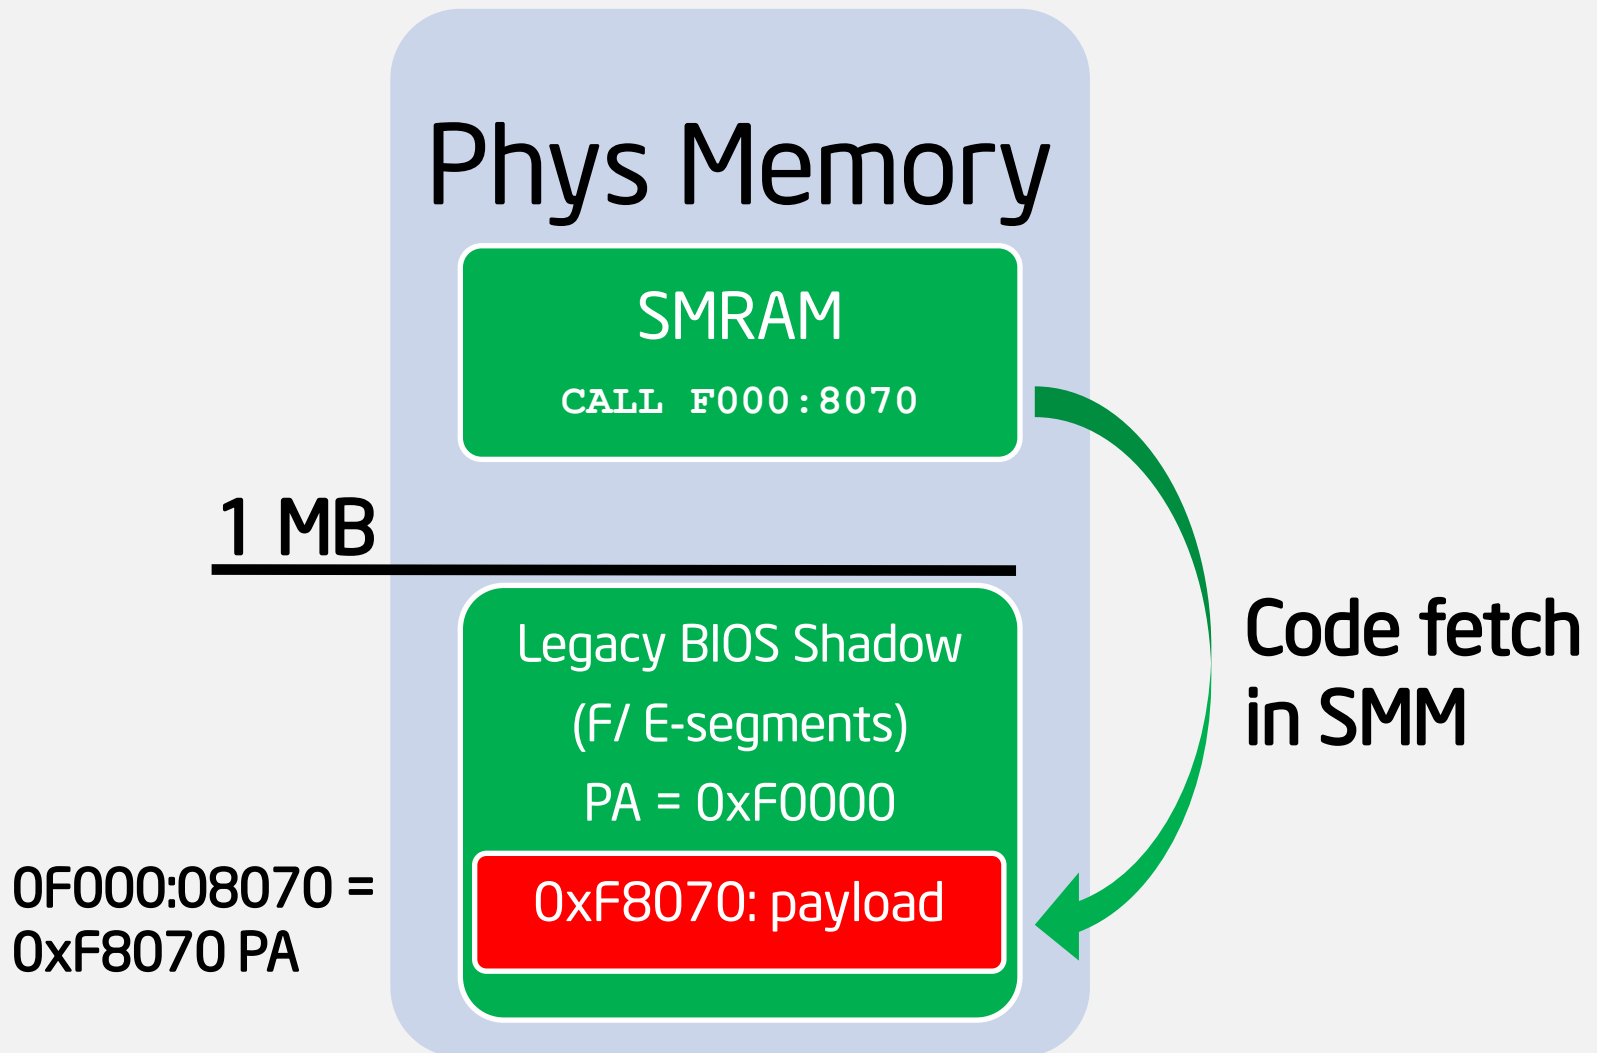 Phys Memory
SMRAM
CALL F000:8070
1 MB
Legacy BIOS Shadow
(F/ E-segments)
PA = 0xF0000
0xF8070: payload
0F000:08070 =
0xF8070 PA
Code fetch
in SMM